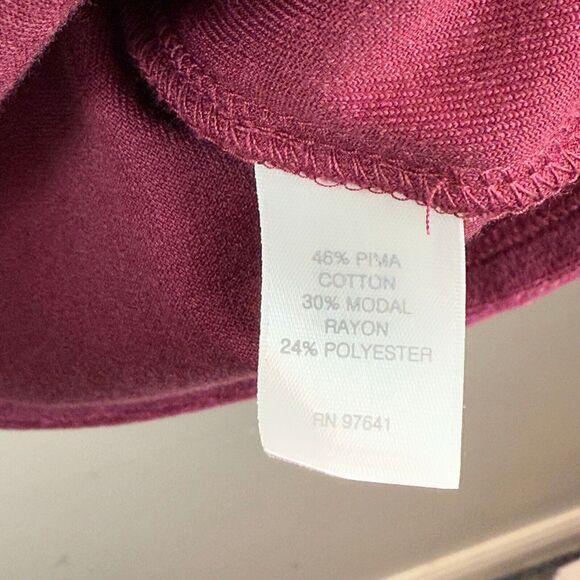 46% PIMA
COTTON
30% MODAL
RAYON
24% POLYESTER
RN 97641